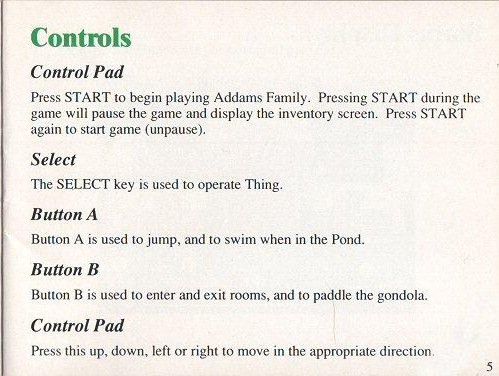 Controls
Control Pad
Press START to begin playing Addams Family. Pressing START during the
game will pause the game and display the inventory screen. Press START
again to start game (unpause).
Select
The SELECT key is used to operate Thing.
Button A
Button A is used to jump, and to swim when in the Pond.
Button B
Button B is used to enter and exit rooms, and to paddle the gondola.
Control Pad
Press this up, down, left or right to move in the appropriate direction.
5